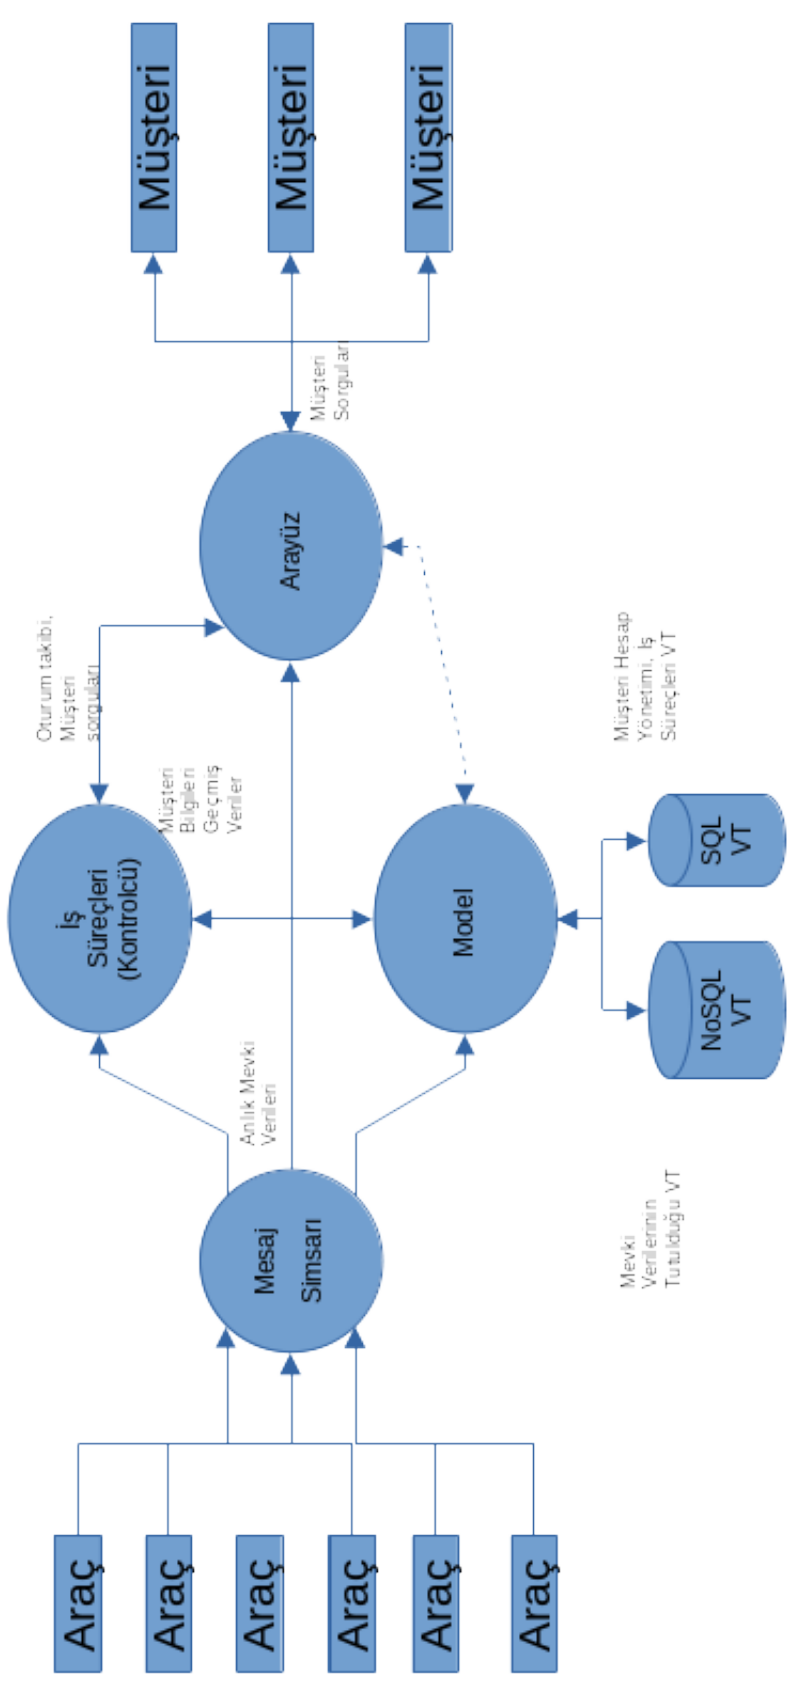 Müşteri
Müşteri
Müşteri
Müşteri
Sorguları
Arayüz
Oturum takibi,
Müşteri
sorguları
Müşteri
Bilgileri
Geçmiş
Veriler
Müşteri Hesap
Yönetimi, İş
Süreçleri VT
İş
Süreçleri
(Kontrolcü)
Model
SQL
VT
NoSQL
VT
Anlık Mevki
Verileri
Mesaj
Simsarı
Mevki
Verilerinin
Tutulduğu VT
Araç
Araç
Araç
Araç
Araç
Araç